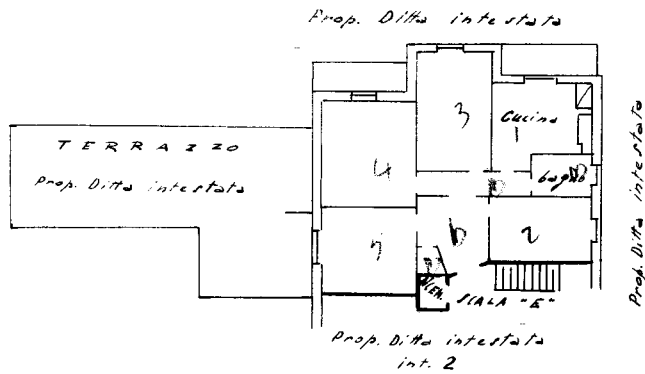 Prop. Ditta intestata
3
Cucina
1
TERRAZZO
Prop. Ditta intestata
4
bagno
Prop. Ditta intestata
2
SCALA "E"
Prop. Ditta intestata
int. 2